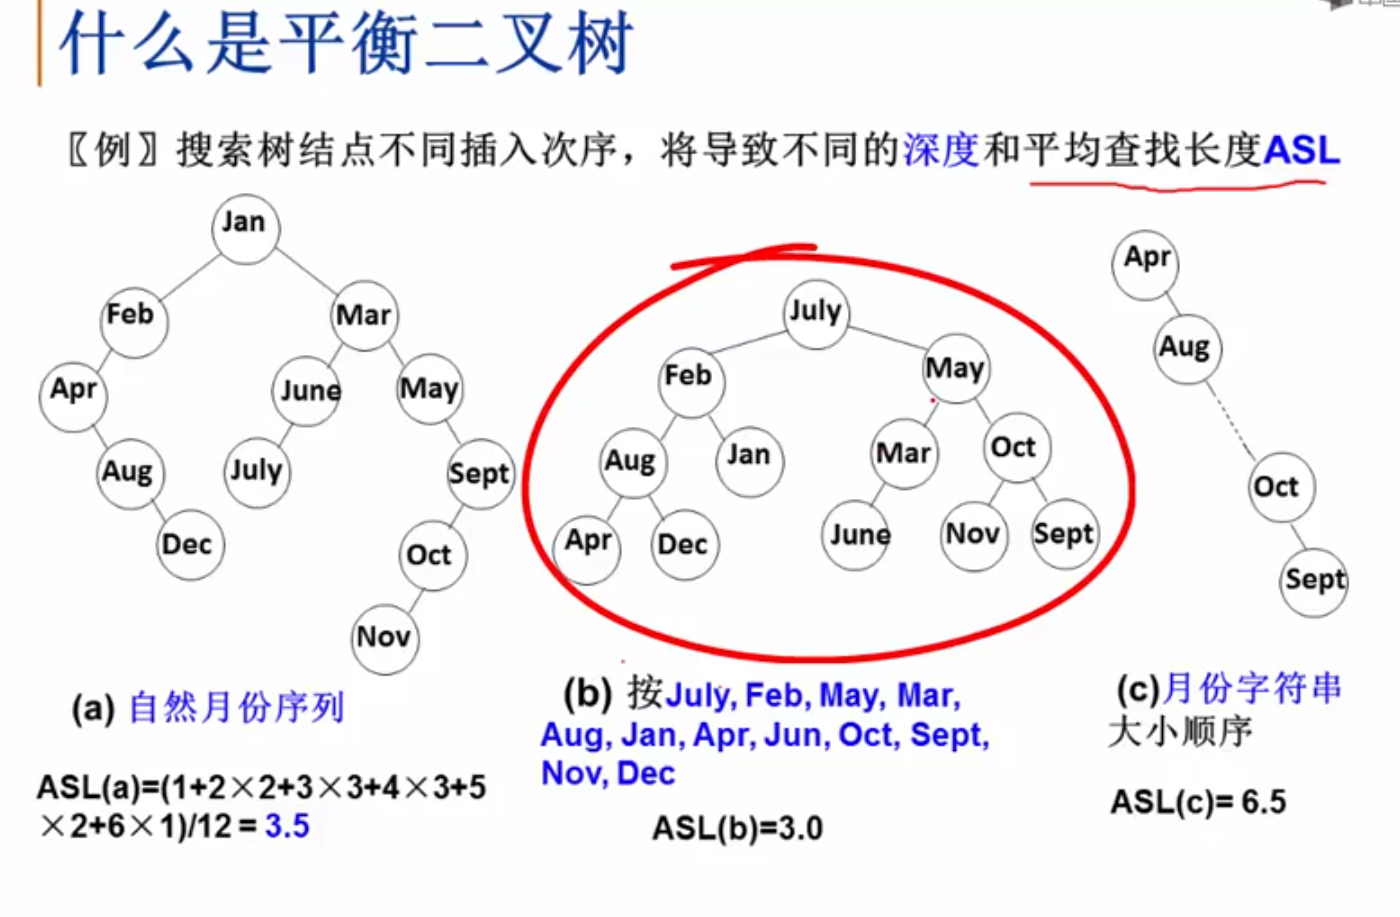 什么是平衡二叉树
〖例〗搜索树结点不同插入次序，将导致不同的深度和平均查找长度ASL
Jan
Feb
Mar
Apr
June
May
Aug
July
Sept
Dec
Oct
Nov
July
Feb
May
Aug
Jan
Mar
Oct
Apr
Dec
June
Nov
Sept
Apr
Aug
Oct
Sept
(a) 自然月份序列
ASL(a)=(1+2×2+3×3+4×3+5
×2+6×1)/12 = 3.5
(b) 按July, Feb, May, Mar,
Aug, Jan, Apr, Jun, Oct, Sept,
Nov, Dec
ASL(b)=3.0
(c)月份字符串
大小顺序
ASL(c)= 6.5